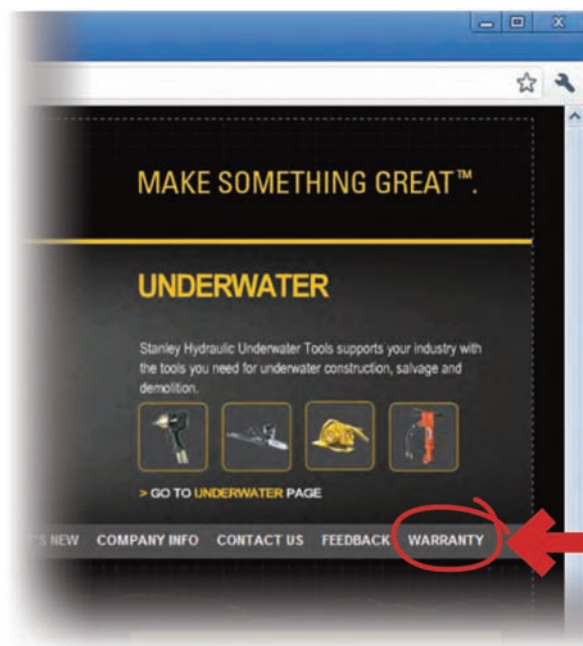 MAKE SOMETHING GREAT™.
UNDERWATER
Stanley Hydraulic Underwater Tools supports your industry with
the tools you need for underwater construction, salvage and
demolition.
> GO TO UNDERWATER PAGE
T'S NEW COMPANY INFO CONTACT US FEEDBACK WARRANTY